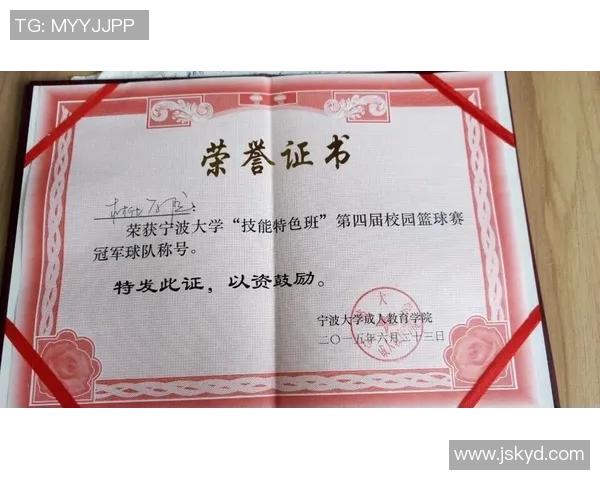 TG: MYYJJPP
荣誉证书
荣获宁波大学“技能特色班”第四届校园篮球赛
冠军球队称号。
特发此证，以资鼓励。
宁波大学成人教育学院
二〇一五年六月二十三日
www.jskyd.com